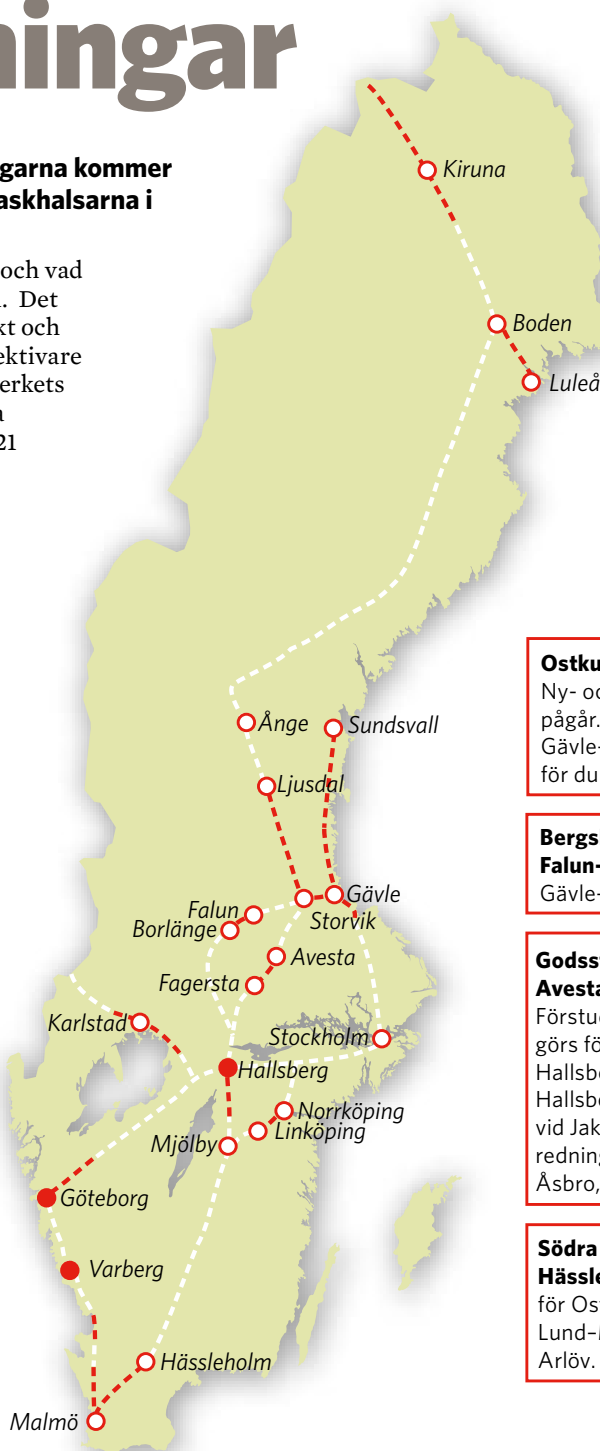 ningar
garna kommer
askhalsarna i
och vad
Det
kt och
ektivare
erkets
a
21
Kiruna
Boden
Luleå
Ånge
Sundsvall
Ljusdal
Gävle
Falun
Storvik
Borlänge
Avesta
Fagersta
Karlstad
Stockholm
Hallsberg
Norrköping
Linköping
Mjölby
Göteborg
Varberg
Hässleholm
Malmö
Ostku
Ny- oc
pågår.
Gävle-
för du
Bergs
Falun-
Gävle-
Godss
Avesta
Förstu
görs fö
Hallsb
Hallsb
vid Jak
redning
Åsbro,
Södra
Hässle
för Ost
Lund–M
Arlöv.